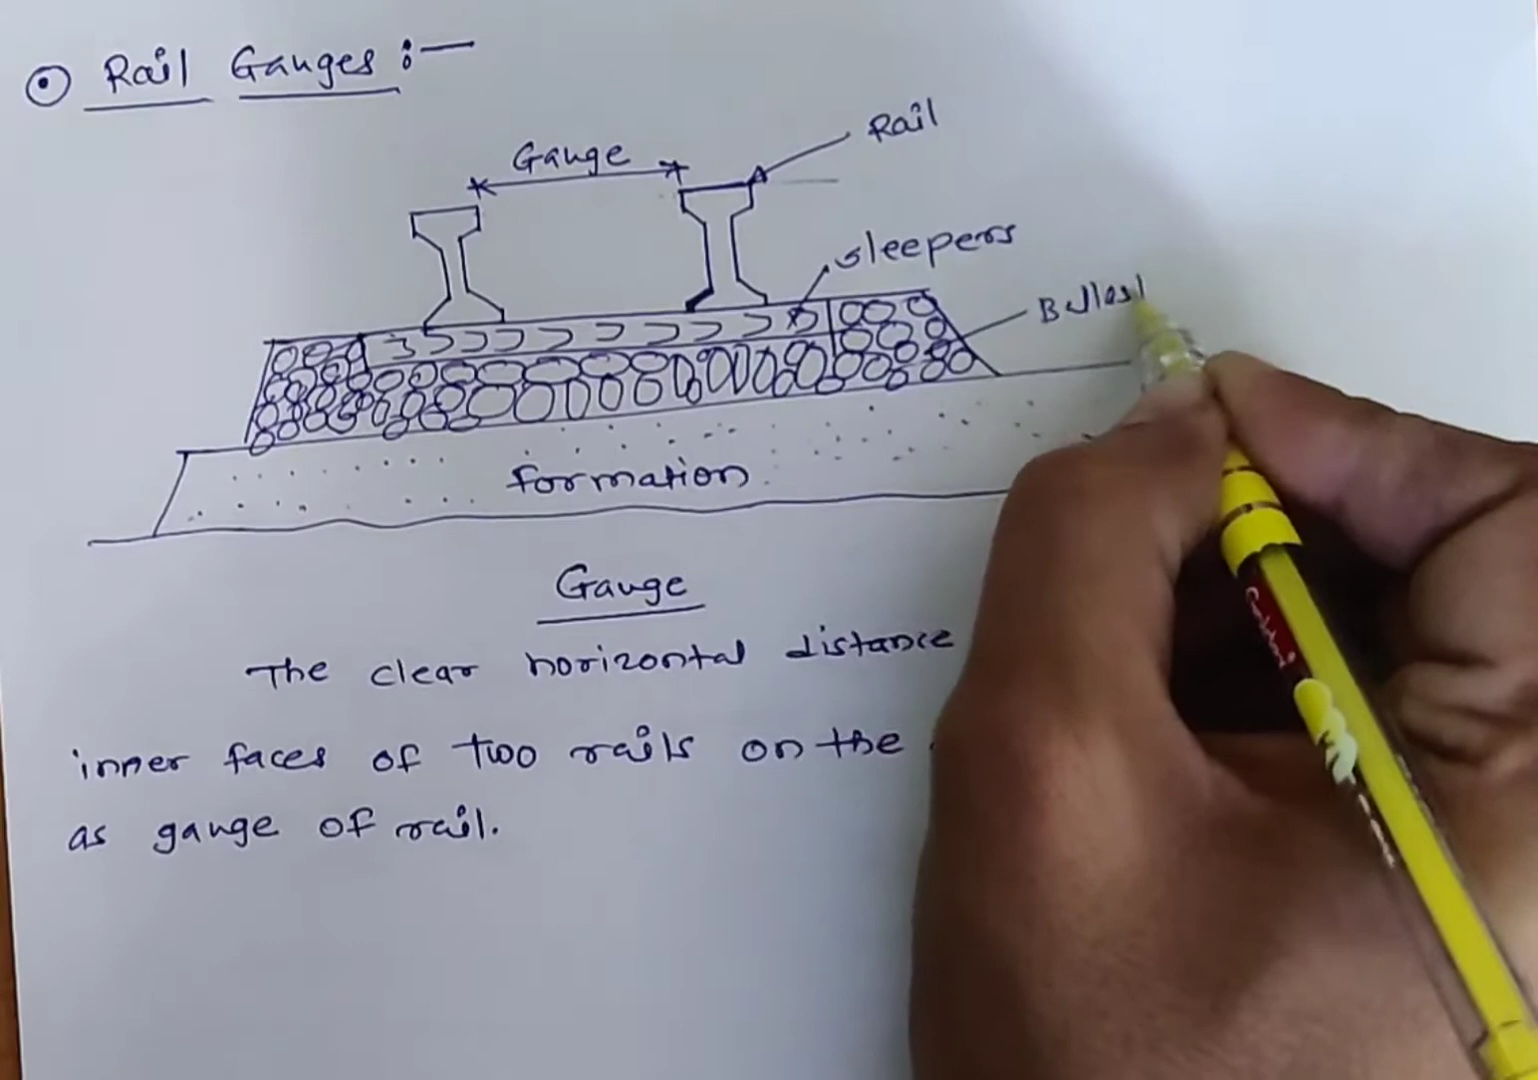 Rail Gauges :-
Gauge
Rail
sleepers
Ballast
formation
Gauge
The clear horizontal distance
inner faces of two rails on the
as gauge of rail.